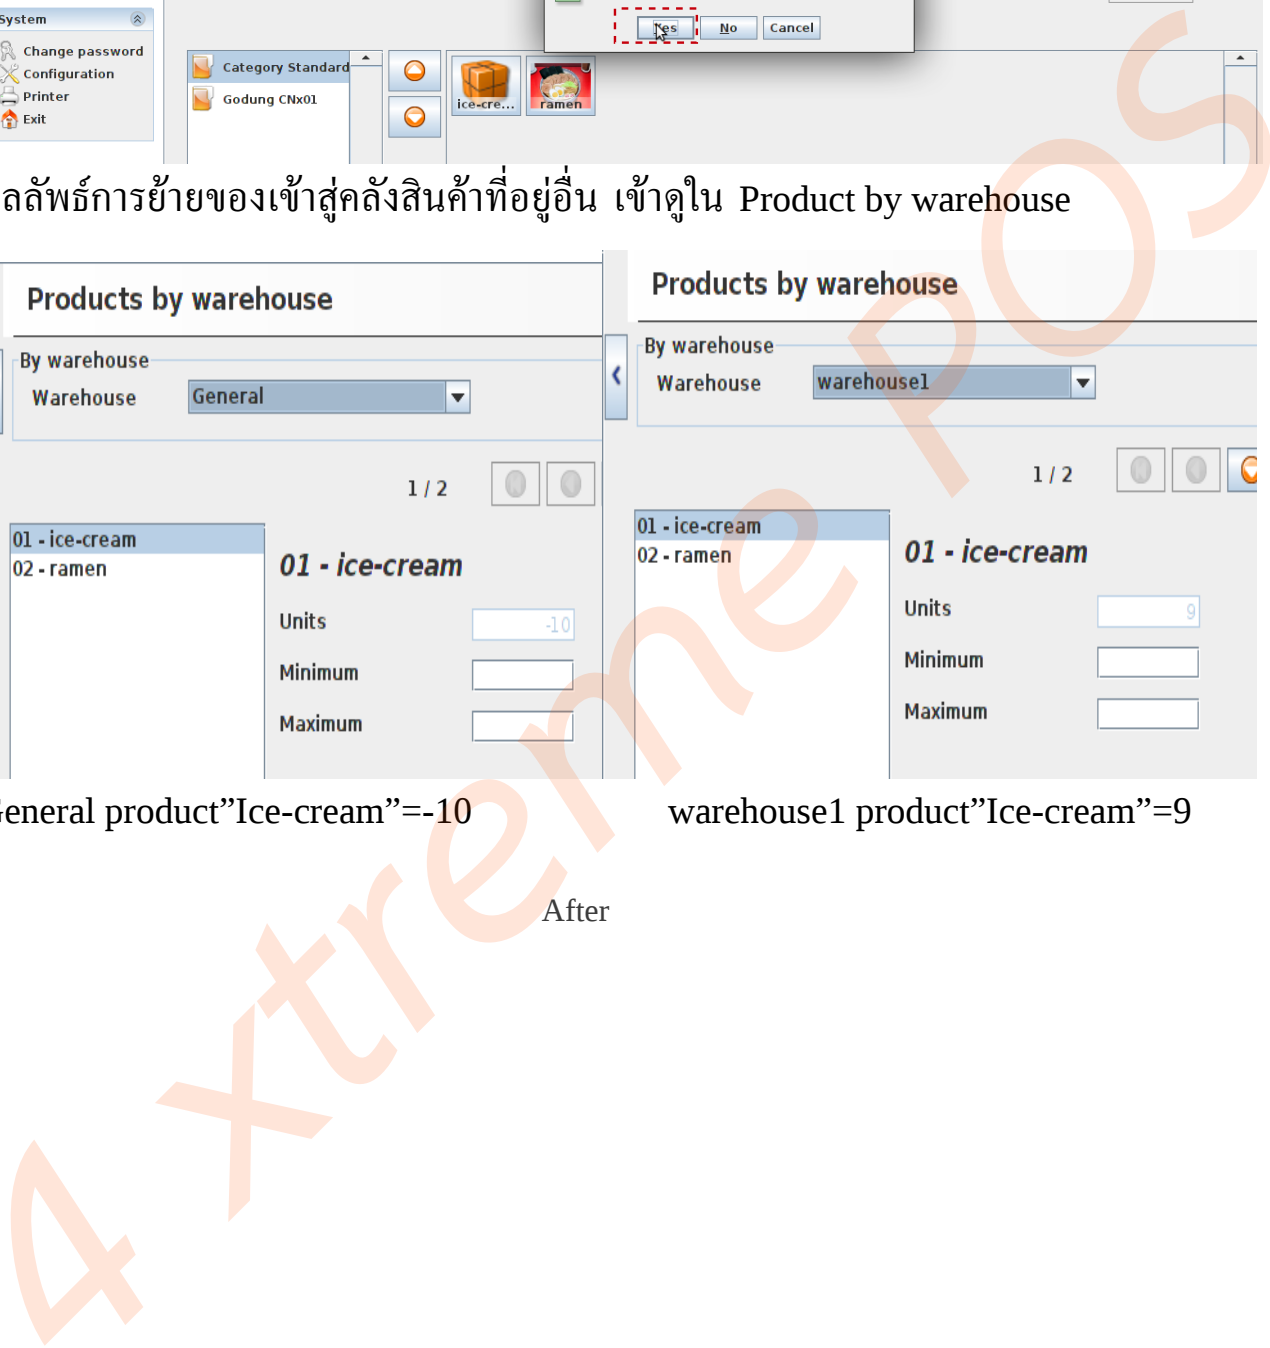 System
Change password
Configuration
Printer
Exit
Yes No Cancel
Category Standard
Godung CNx01
ice-cre... ramen
ลลัพธ์การย้ายของเข้าสู่คลังสินค้าที่อยู่อื่น เข้าดูใน Product by warehouse
Products by warehouse
By warehouse
Warehouse General
1 / 2
01 - ice-cream
02 - ramen
01 - ice-cream
Units -10
Minimum
Maximum
Products by warehouse
By warehouse
Warehouse warehouse1
1 / 2
01 - ice-cream
02 - ramen
01 - ice-cream
Units 9
Minimum
Maximum
General product”Ice-cream”=-10 warehouse1 product”Ice-cream”=9
After
4 xtreme POS